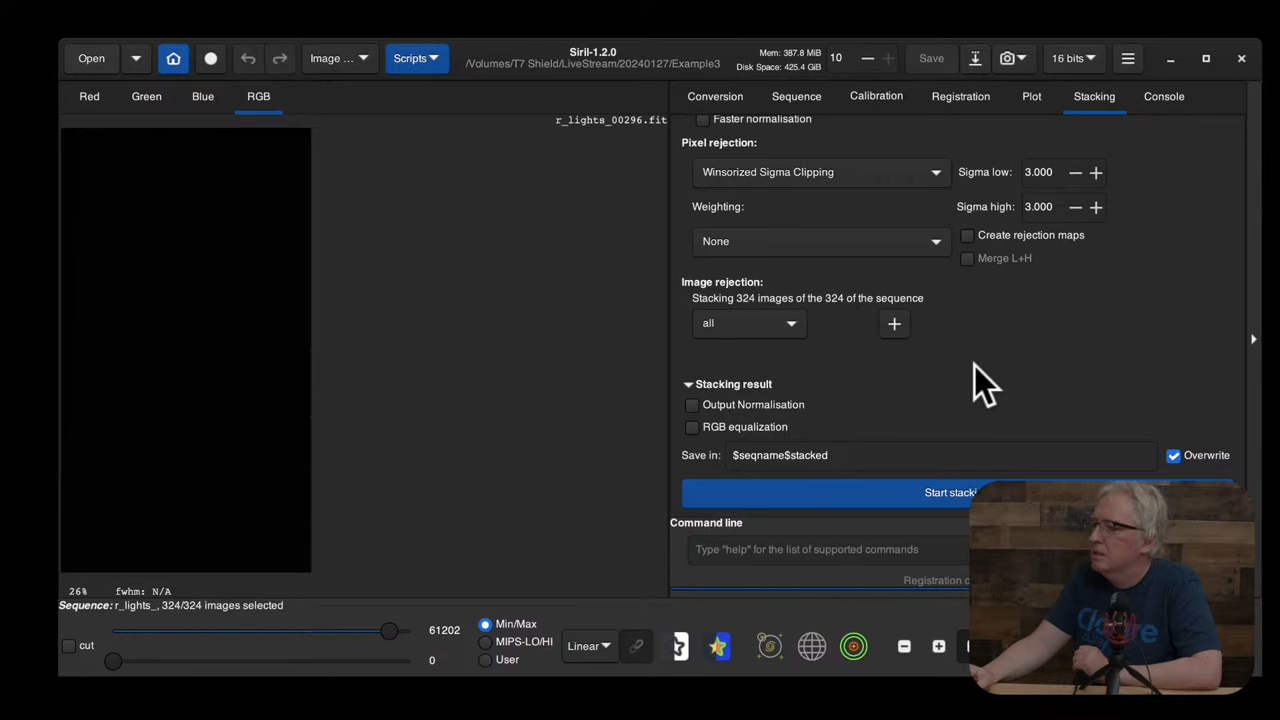 Siril-1.2.0
Open
Image ...
Scripts
/Volumes/T7 Shield/LiveStream/20240127/Example3
Mem: 387.8 MiB
Disk Space: 425.4 GiB
10
Save
16 bits
Red Green Blue RGB
Conversion Sequence Calibration Registration Plot Stacking Console
r_lights_00296.fit
Faster normalisation
Pixel rejection:
Winsorized Sigma Clipping
Sigma low: 3.000
Weighting:
Sigma high: 3.000
None
Create rejection maps
Merge L+H
Image rejection:
Stacking 324 images of the 324 of the sequence
all
Stacking result
Output Normalisation
RGB equalization
Save in: $seqname$stacked
Overwrite
Start stacki
Command line
Type "help" for the list of supported commands
Registration
26% fwhm: N/A
Sequence: r_lights_, 324/324 images selected
cut
61202
0
Min/Max
MIPS-LO/HI
User
Linear